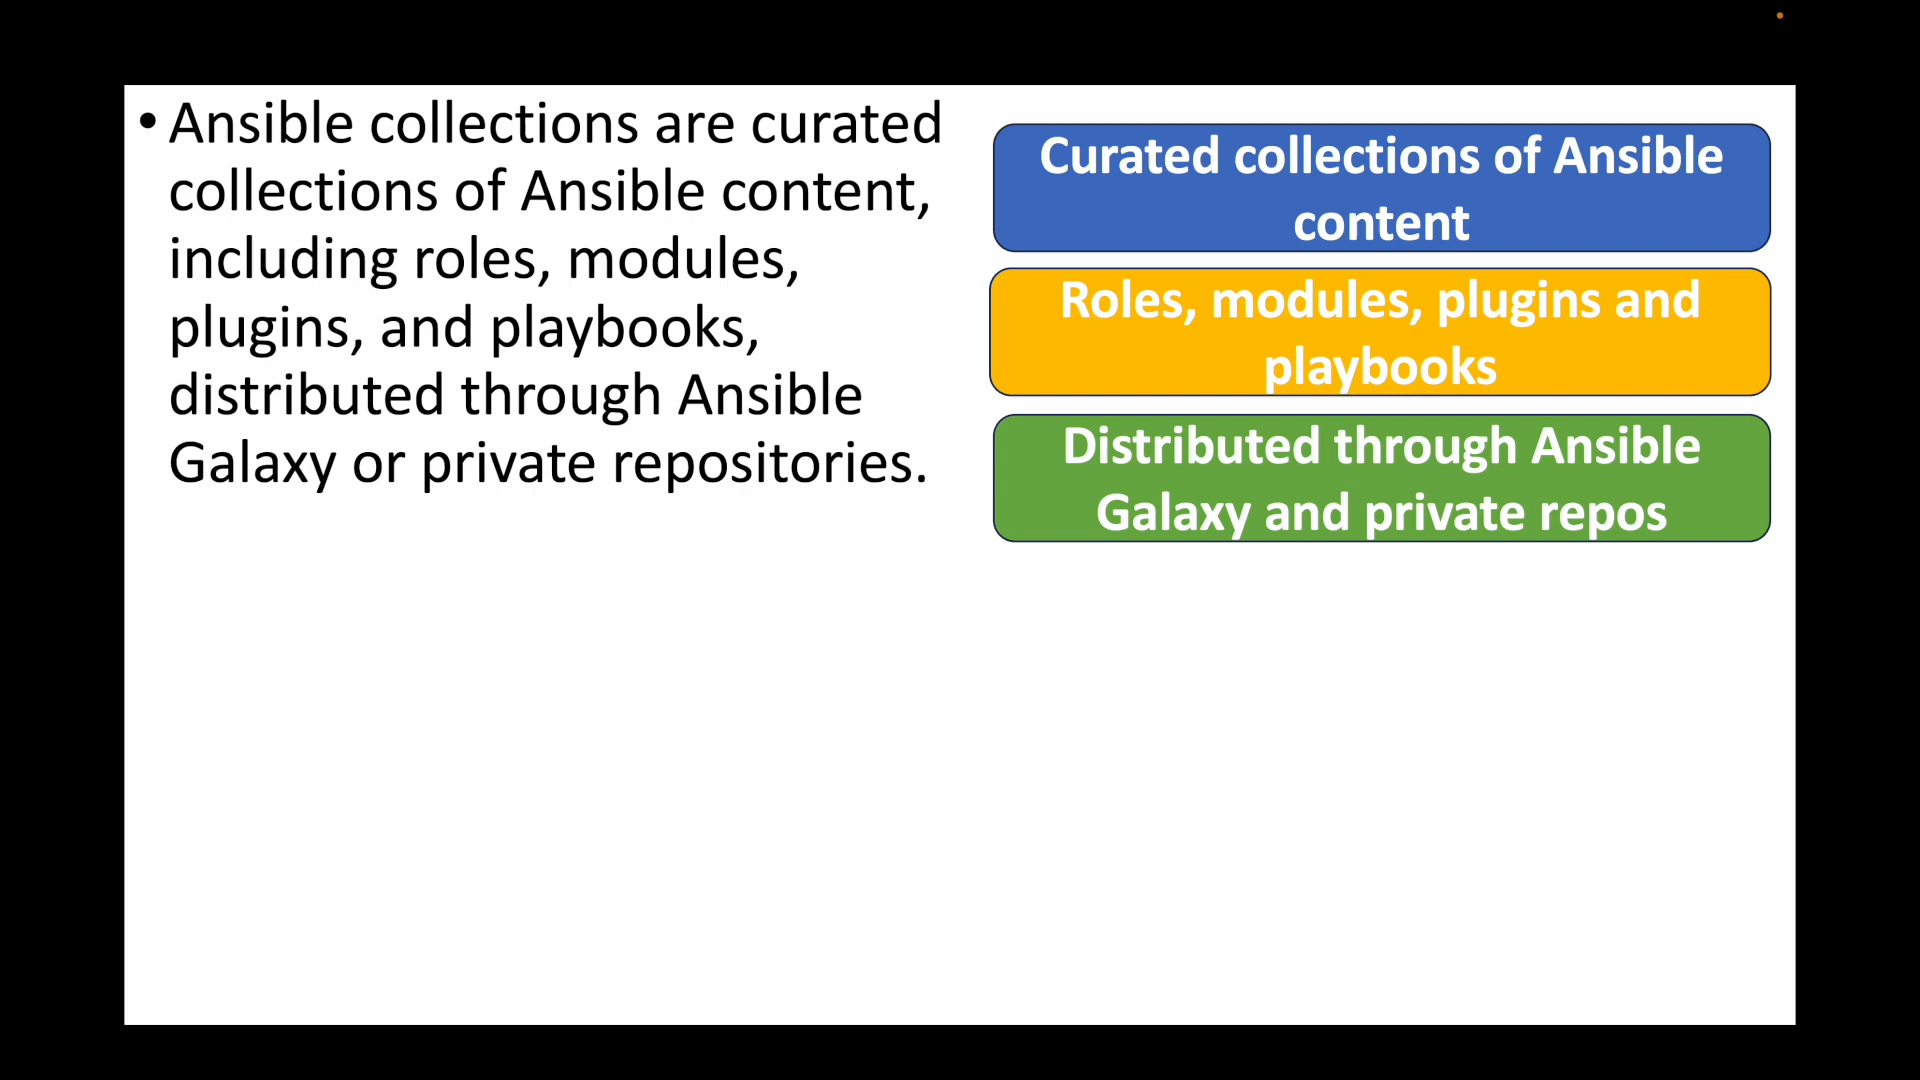 • Ansible collections are curated
collections of Ansible content,
including roles, modules,
plugins, and playbooks,
distributed through Ansible
Galaxy or private repositories.
Curated collections of Ansible
content
Roles, modules, plugins and
playbooks
Distributed through Ansible
Galaxy and private repos